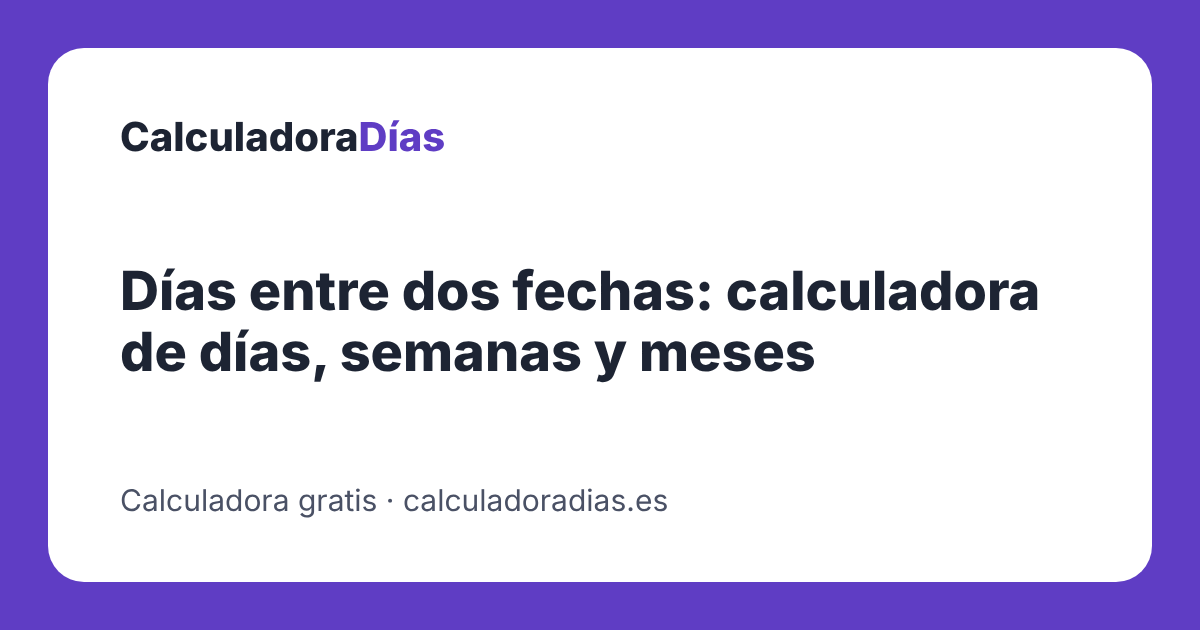 CalculadoraDías
Días entre dos fechas: calculadora
de días, semanas y meses
Calculadora gratis · calculadoradias.es